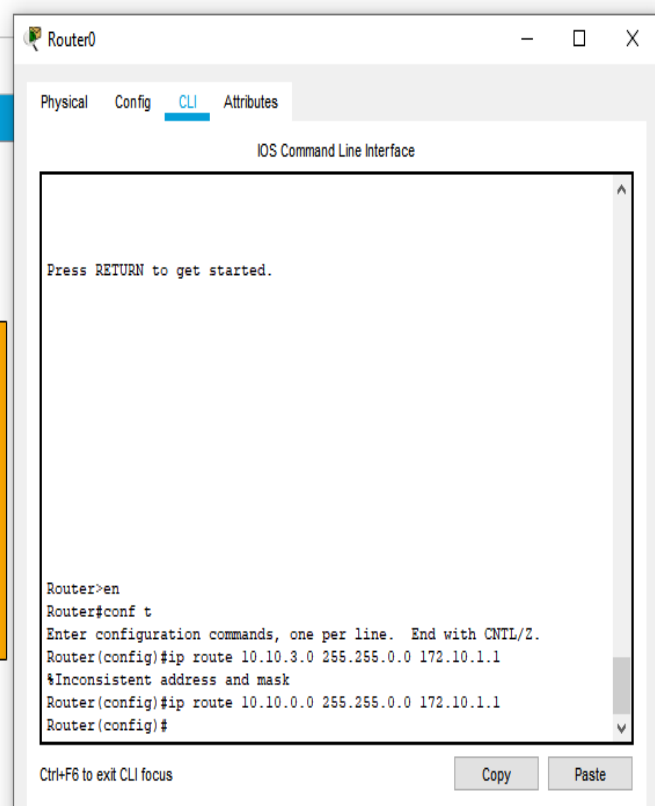 Router0
Physical Config CLI Attributes
IOS Command Line Interface
Press RETURN to get started.
Router>en
Router#conf t
Enter configuration commands, one per line.  End with CNTL/Z.
Router(config)#ip route 10.10.3.0 255.255.0.0 172.10.1.1
%Inconsistent address and mask
Router(config)#ip route 10.10.0.0 255.255.0.0 172.10.1.1
Router(config)#
Ctrl+F6 to exit CLI focus
Copy Paste